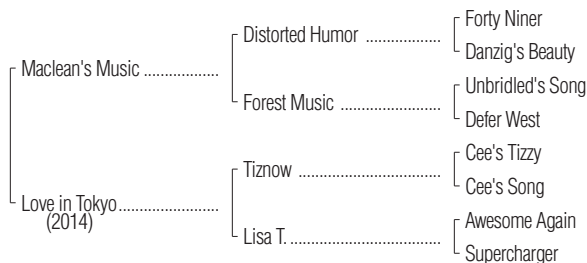 Forty Niner
Distorted Humor ..................
Danzig's Beauty
Maclean's Music ..................
Unbridled's Song
Forest Music ......................
Defer West
Cee's Tizzy
Tiznow ...............................
Cee's Song
Love in Tokyo........................
(2014)
Awesome Again
Lisa T. ..................................
Supercharger